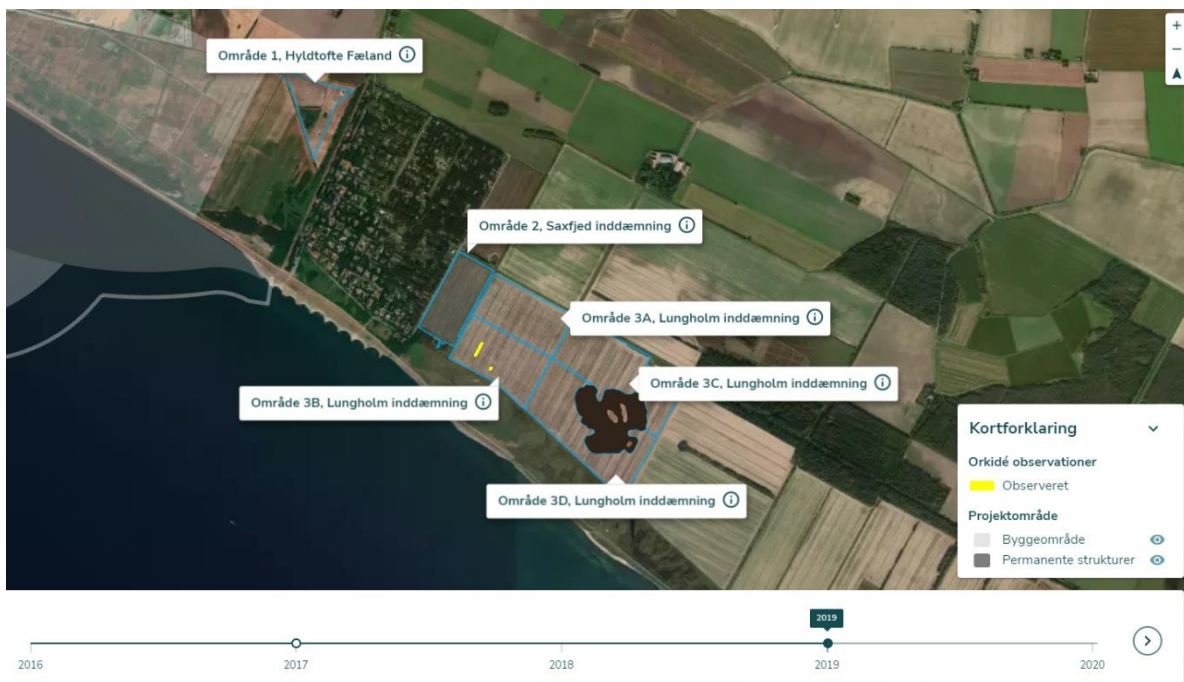 Område 1, Hyldtofte Fæland
Område 2, Saxfjed inddæmning
Område 3A, Lungholm inddæmning
Område 3C, Lungholm inddæmning
Område 3B, Lungholm inddæmning
Område 3D, Lungholm inddæmning
Kortforklaring
Orkidé observationer
Observeret
Projektområde
Byggeområde
Permanente strukturer
2019
2016 2017 2018 2019 2020